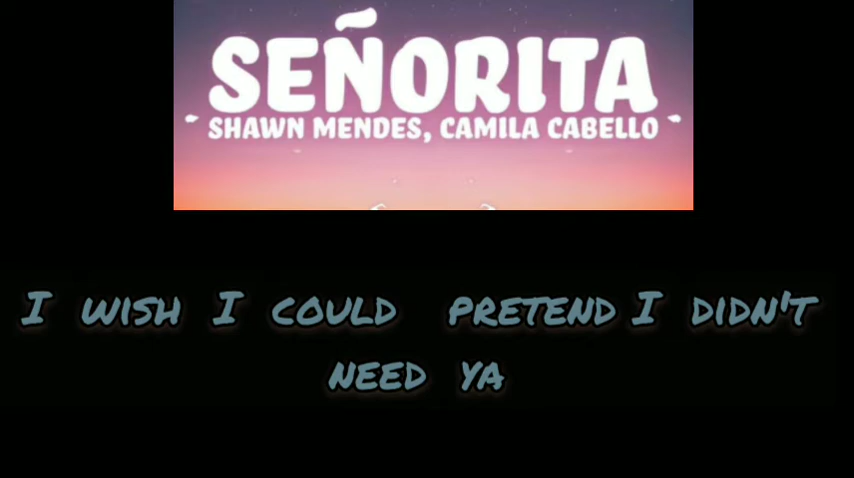 SEÑORITA
SHAWN MENDES, CAMILA CABELLO
I WISH I COULD PRETEND I DIDN'T
NEED YA